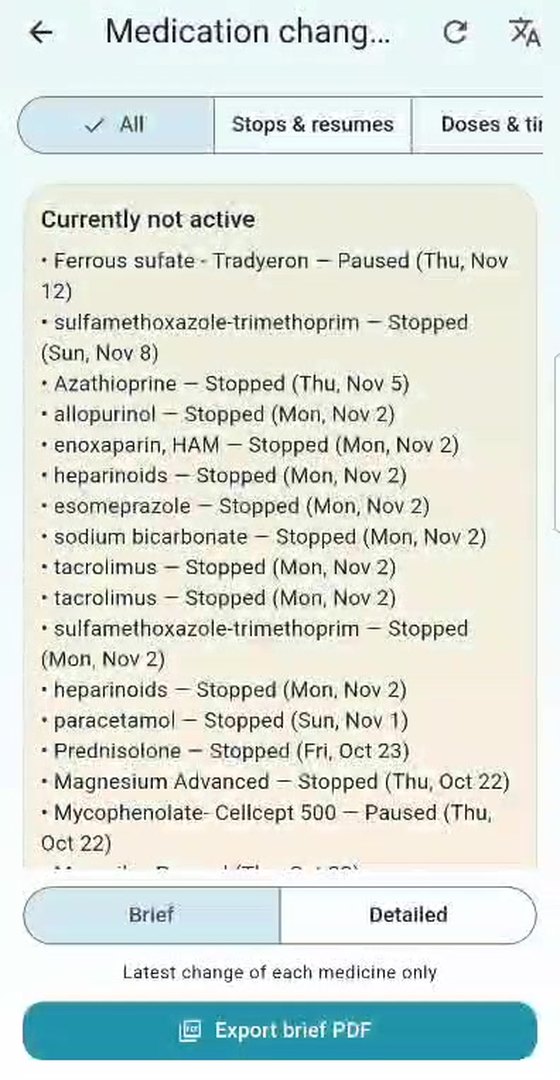 Medication chang...
All
Stops & resumes
Doses & tir
Currently not active
• Ferrous sufate - Tradyeron — Paused (Thu, Nov
12)
• sulfamethoxazole-trimethoprim — Stopped
(Sun, Nov 8)
• Azathioprine — Stopped (Thu, Nov 5)
• allopurinol — Stopped (Mon, Nov 2)
• enoxaparin, HAM — Stopped (Mon, Nov 2)
• heparinoids — Stopped (Mon, Nov 2)
• esomeprazole — Stopped (Mon, Nov 2)
• sodium bicarbonate — Stopped (Mon, Nov 2)
• tacrolimus — Stopped (Mon, Nov 2)
• tacrolimus — Stopped (Mon, Nov 2)
• sulfamethoxazole-trimethoprim — Stopped
(Mon, Nov 2)
• heparinoids — Stopped (Mon, Nov 2)
• paracetamol — Stopped (Sun, Nov 1)
• Prednisolone — Stopped (Fri, Oct 23)
• Magnesium Advanced — Stopped (Thu, Oct 22)
• Mycophenolate- Cellcept 500 — Paused (Thu,
Oct 22)
Brief
Detailed
Latest change of each medicine only
Export brief PDF